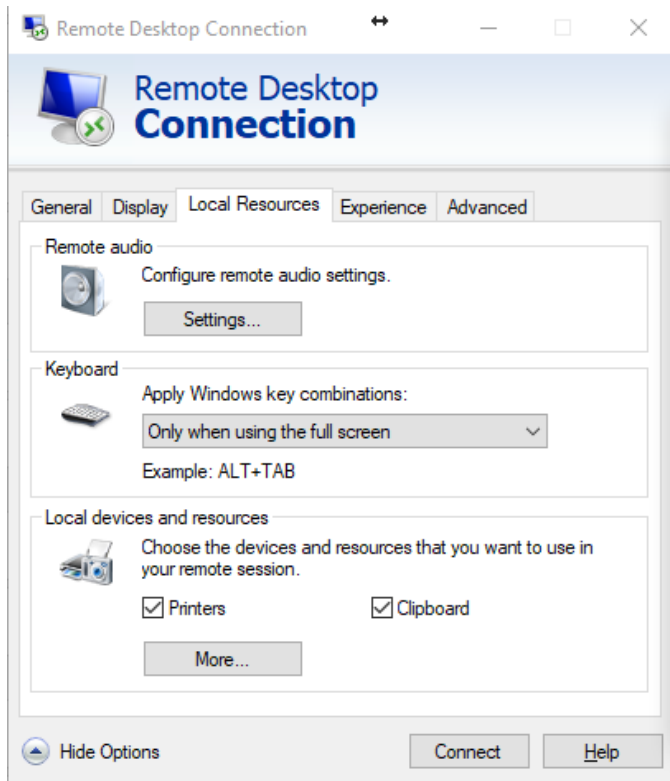 Remote Desktop Connection
Remote Desktop
Connection
General Display Local Resources Experience Advanced
Remote audio
Configure remote audio settings.
Settings...
Keyboard
Apply Windows key combinations:
Only when using the full screen
Example: ALT+TAB
Local devices and resources
Choose the devices and resources that you want to use in
your remote session.
Printers Clipboard
More...
Hide Options Connect Help